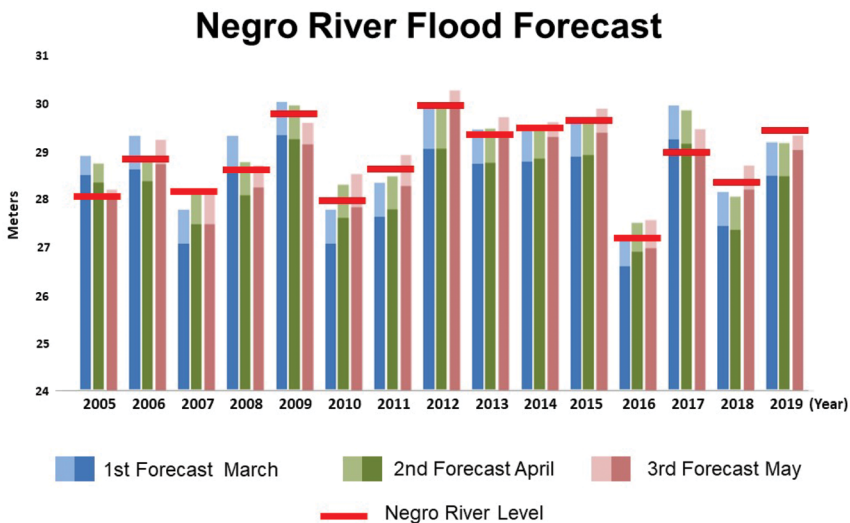 Negro River Flood Forecast
31
30
29
28
27
26
25
24
Meters
2005 2006 2007 2008 2009 2010 2011 2012 2013 2014 2015 2016 2017 2018 2019 (Year)
1st Forecast March 2nd Forecast April 3rd Forecast May
Negro River Level